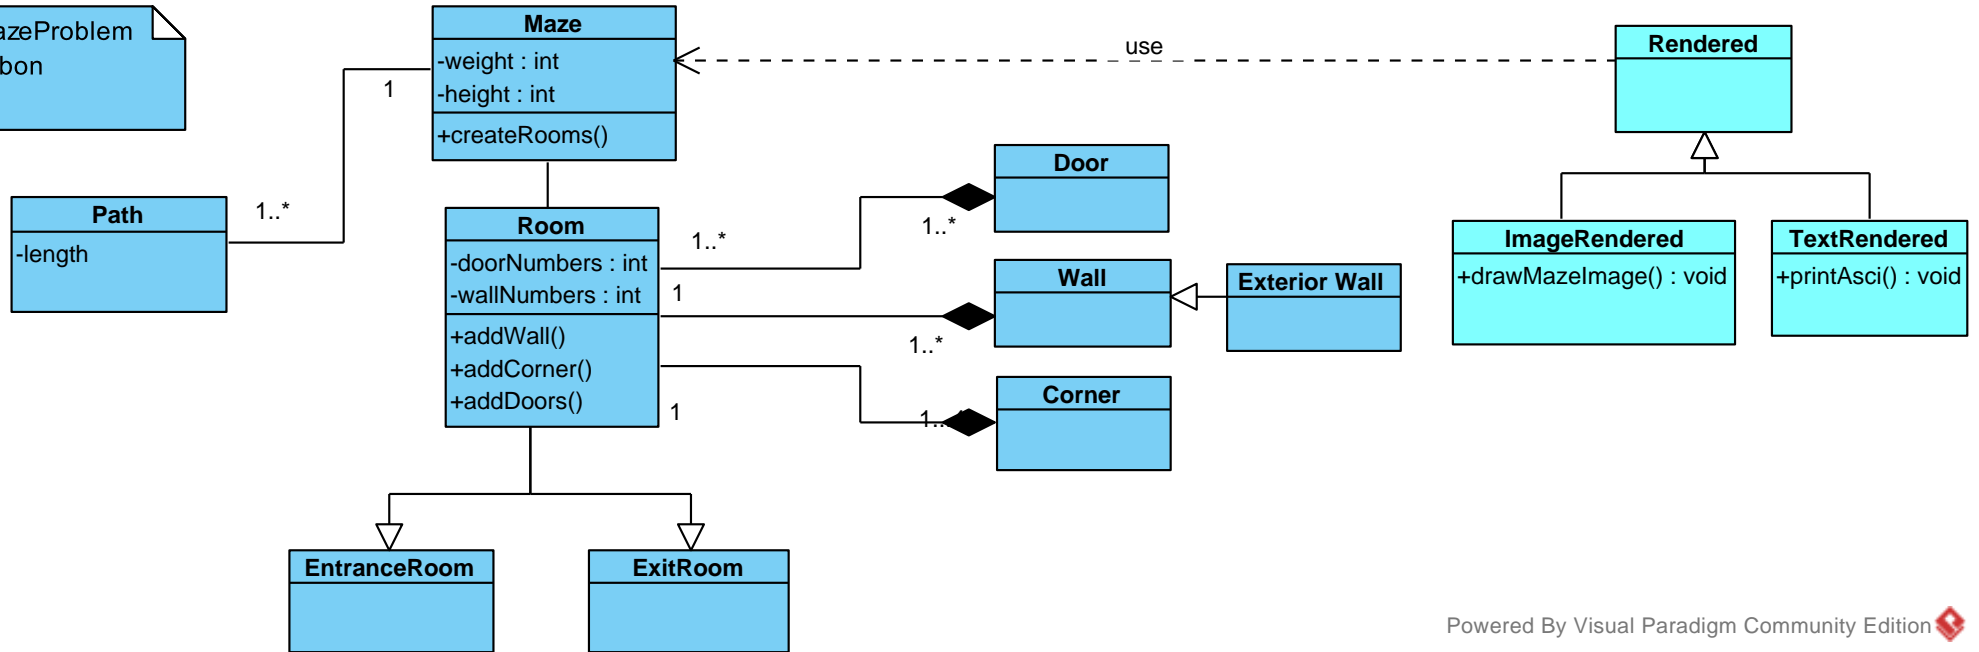 azeProblem
bon
Maze
-weight : int
-height : int
+createRooms()
1
use
Rendered
Path
-length
1..*
Room
-doorNumbers : int
-wallNumbers : int
+addWall()
+addCorner()
+addDoors()
1..*
1
1
Door
1..*
Wall
1..*
Exterior Wall
Corner
1..
ImageRendered
+drawMazeImage() : void
TextRendered
+printAsci() : void
EntranceRoom
ExitRoom
Powered By Visual Paradigm Community Edition